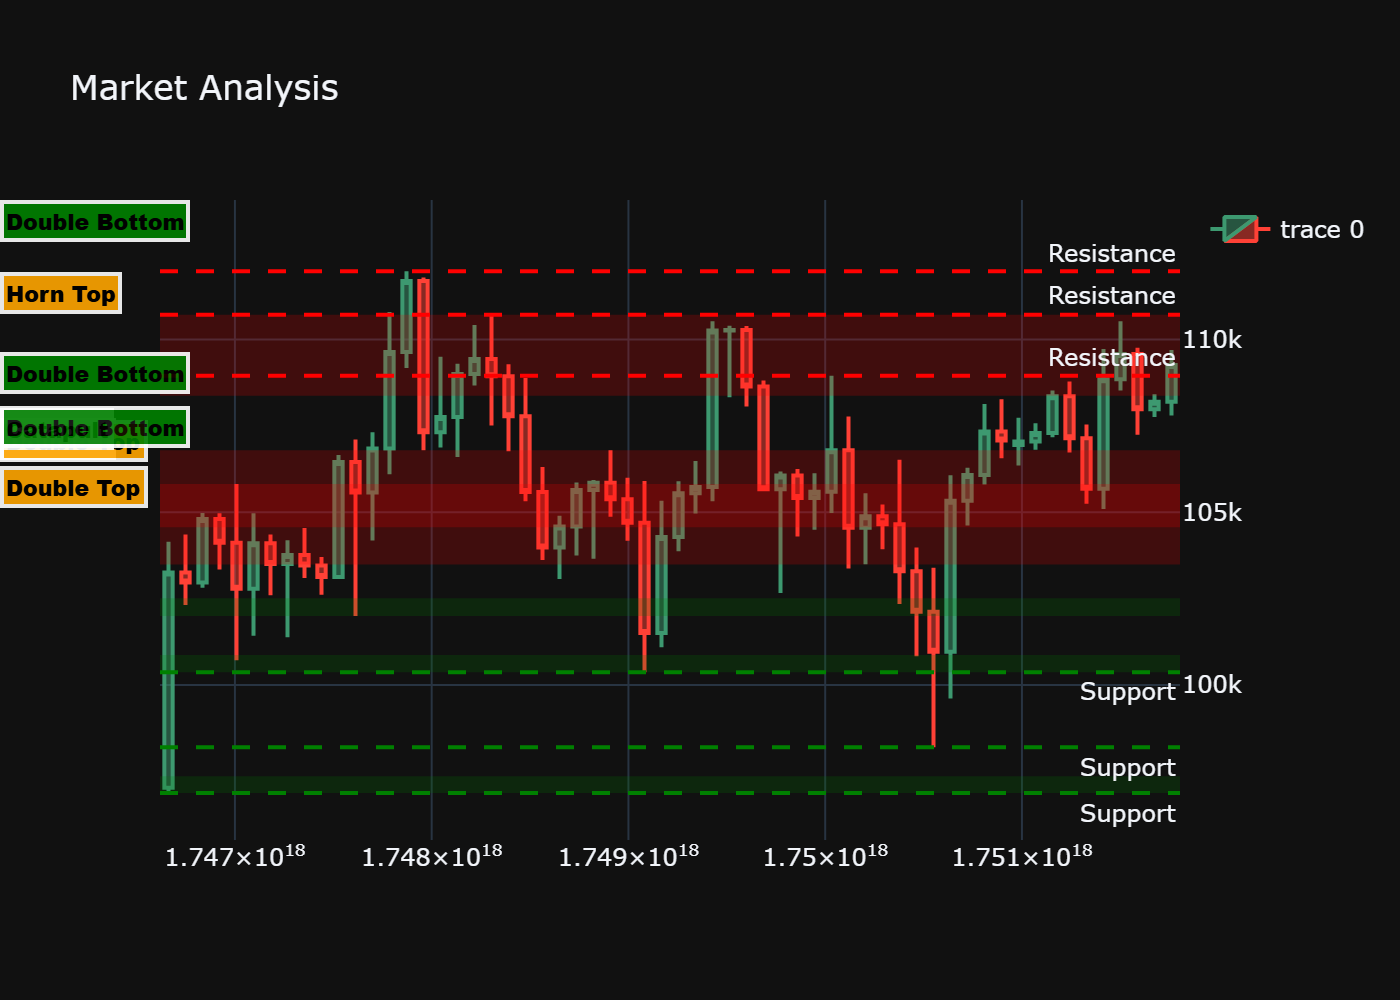 Market Analysis
Double Bottom
trace 0
Resistance
Horn Top
Resistance
110k
Resistance
Double Bottom
Double Bottom
Top
Double Top
105k
100k
Support
Support
Support
1.747×10¹⁸
1.748×10¹⁸
1.749×10¹⁸
1.75×10¹⁸
1.751×10¹⁸